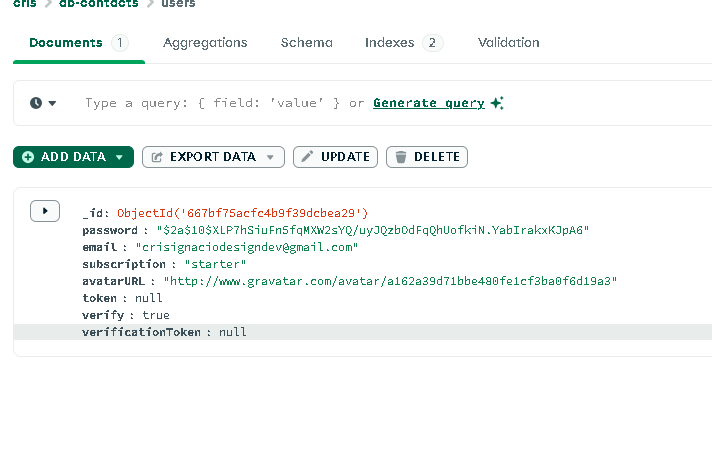 cris > db-contacts > users
Documents 1 Aggregations Schema Indexes 2 Validation
Type a query: { field: 'value' } or Generate query
ADD DATA EXPORT DATA UPDATE DELETE
_id: ObjectId('667bf75acfc4b9f39dcbea29')
password : "$2a$10$XLP7hSiuFn5fqMXW2sYQ/uyJQzbOdFqQhUofkiN.YabIrakxKJpA6"
email : "crisignaciodesigndev@gmail.com"
subscription : "starter"
avatarURL : "http://www.gravatar.com/avatar/a162a39d71bbe480fe1cf3ba0f6d19a3"
token : null
verify : true
verificationToken : null